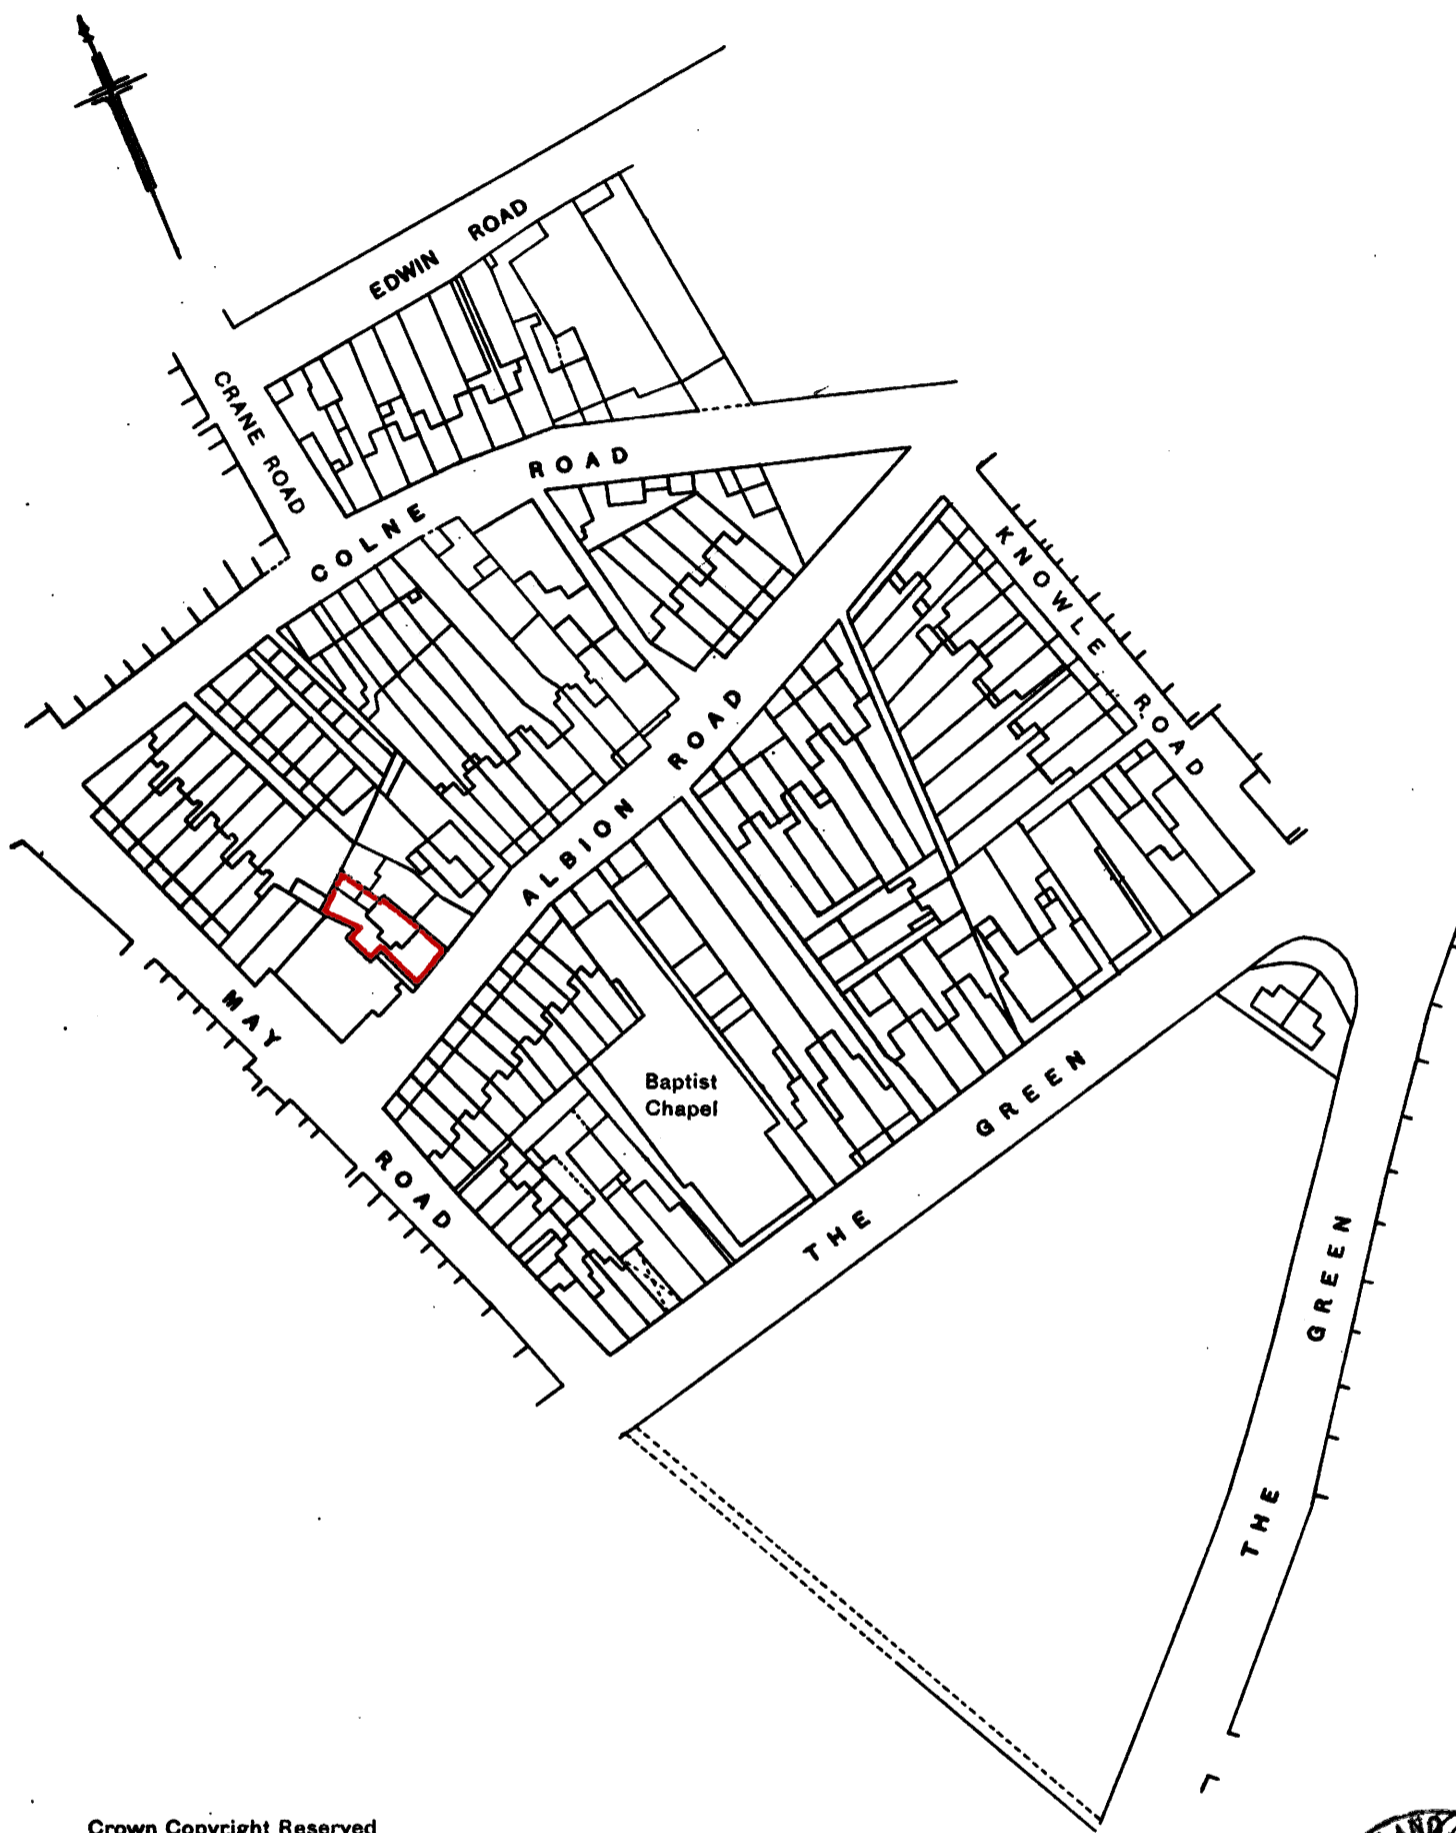 EDWIN ROAD
CRANE ROAD
COLNE ROAD
KNOWLE ROAD
ALBION ROAD
MAY ROAD
Baptist
Chapel
THE GREEN
THE GREEN
Crown Copyright Reserved